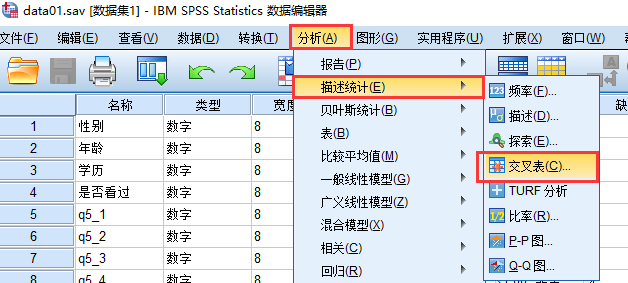 data01.sav [数据集1] - IBM SPSS Statistics 数据编辑器
文件(F) 编辑(E) 查看(V) 数据(D) 转换(T) 分析(A) 图形(G) 实用程序(U) 扩展(X) 窗口(W) 帮助
名称 类型 宽度 缺
1 性别 数字 8
2 年龄 数字 8
3 学历 数字 8
4 是否看过 数字 8
5 q5_1 数字 8
6 q5_2 数字 8
7 q5_3 数字 8
8 q5_4 数字 8
报告(P)
描述统计(E)
贝叶斯统计(B)
表(B)
比较平均值(M)
一般线性模型(G)
广义线性模型(Z)
混合模型(X)
相关(C)
回归(R)
123 频率(F)...
描述(D)...
探索(E)...
交叉表(C)...
TURF 分析
1/2 比率(R)...
P-P 图...
Q-Q 图...